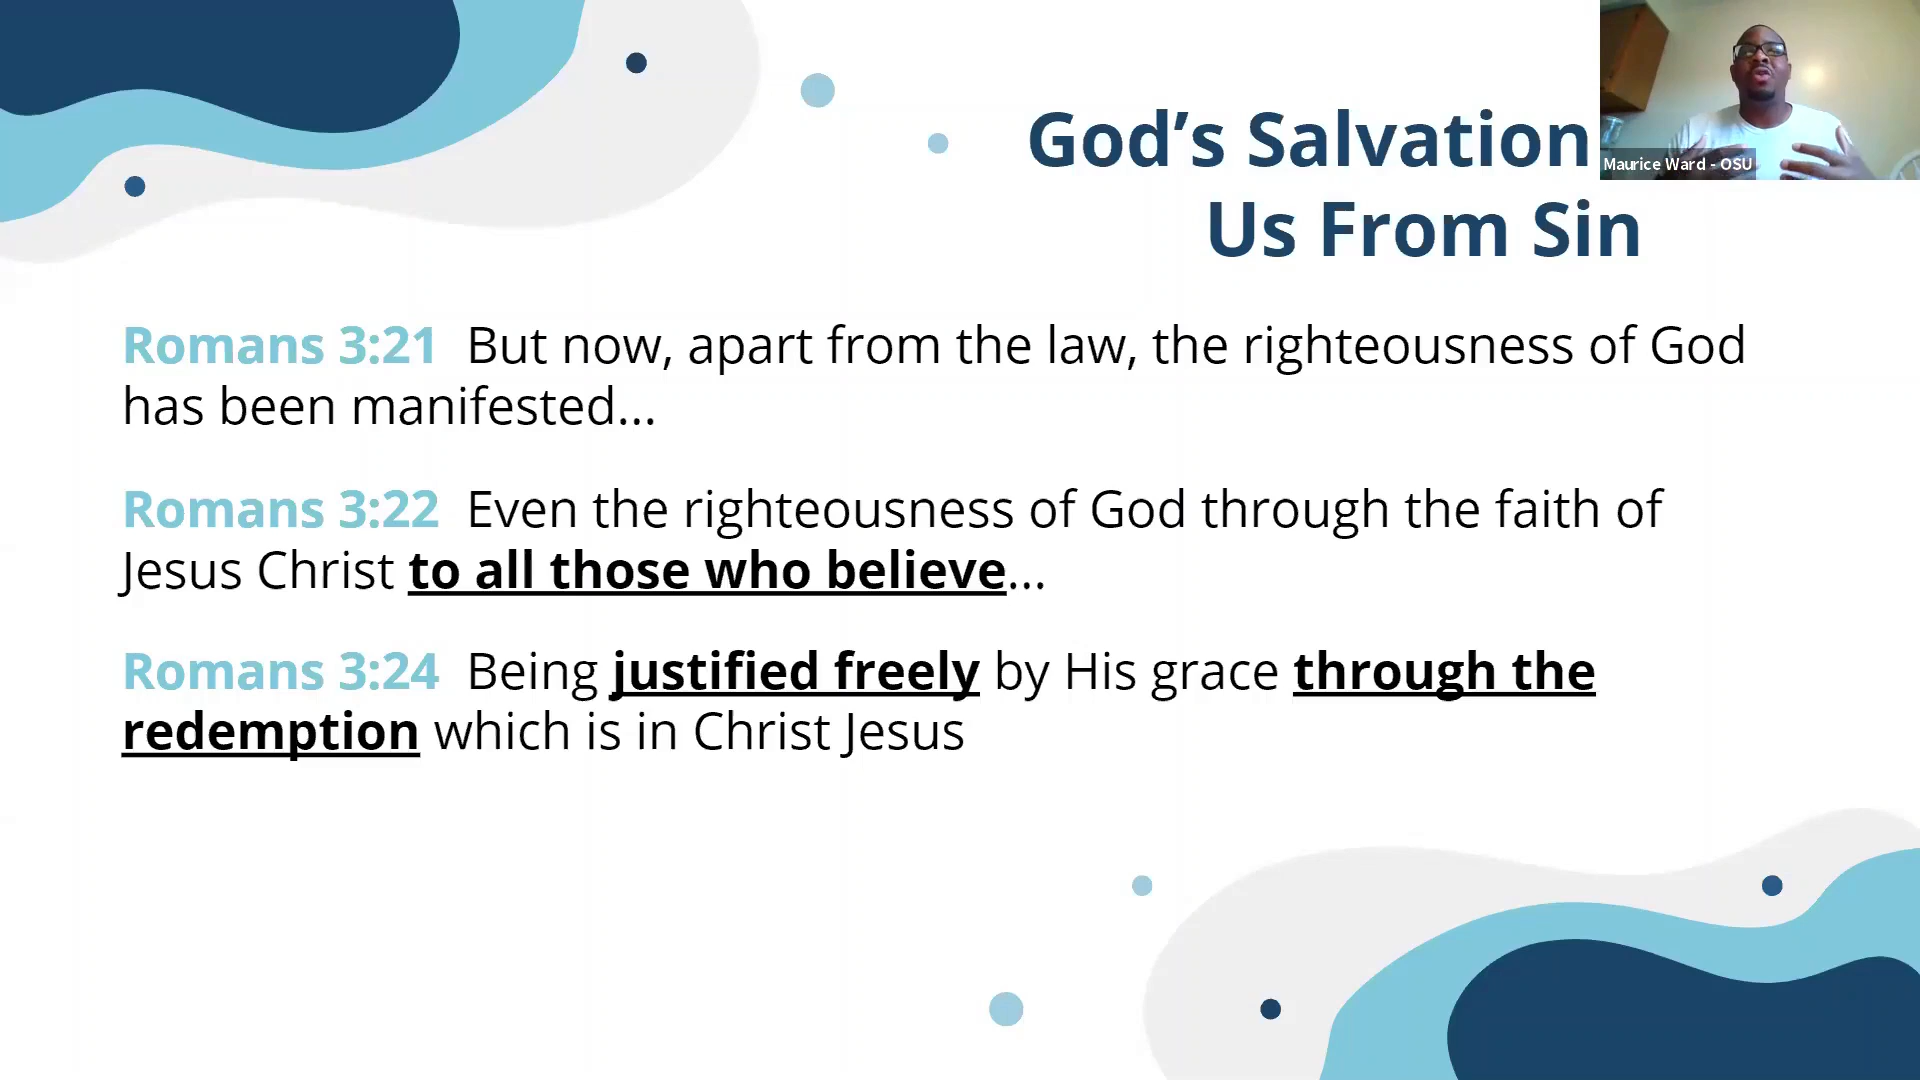 God’s Salvation
Us From Sin
Maurice Ward - OSU
Romans 3:21 But now, apart from the law, the righteousness of God
has been manifested...
Romans 3:22 Even the righteousness of God through the faith of
Jesus Christ to all those who believe...
Romans 3:24 Being justified freely by His grace through the
redemption which is in Christ Jesus